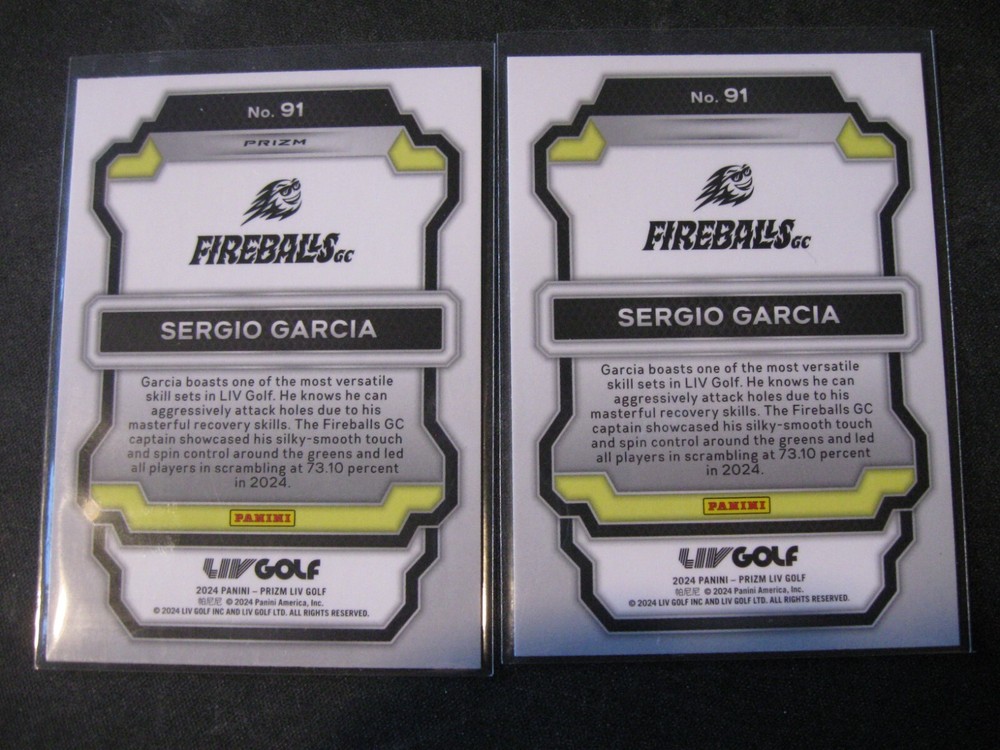 No. 91
PRIZM
FIREBALLS GC
SERGIO GARCIA
Garcia boasts one of the most versatile
skill sets in LIV Golf. He knows he can
aggressively attack holes due to his
masterful recovery skills. The Fireballs GC
captain showcased his silky-smooth touch
and spin control around the greens and led
all players in scrambling at 73.10 percent
in 2024.
PANINI
LIV GOLF
2024 PANINI – PRIZM LIV GOLF
帕尼尼 © 2024 Panini America, Inc.
© 2024 LIV GOLF INC AND LIV GOLF LTD. ALL RIGHTS RESERVED.
No. 91
FIREBALLS GC
SERGIO GARCIA
Garcia boasts one of the most versatile
skill sets in LIV Golf. He knows he can
aggressively attack holes due to his
masterful recovery skills. The Fireballs GC
captain showcased his silky-smooth touch
and spin control around the greens and led
all players in scrambling at 73.10 percent
in 2024.
PANINI
LIV GOLF
2024 PANINI – PRIZM LIV GOLF
帕尼尼 © 2024 Panini America, Inc.
© 2024 LIV GOLF INC AND LIV GOLF LTD. ALL RIGHTS RESERVED.